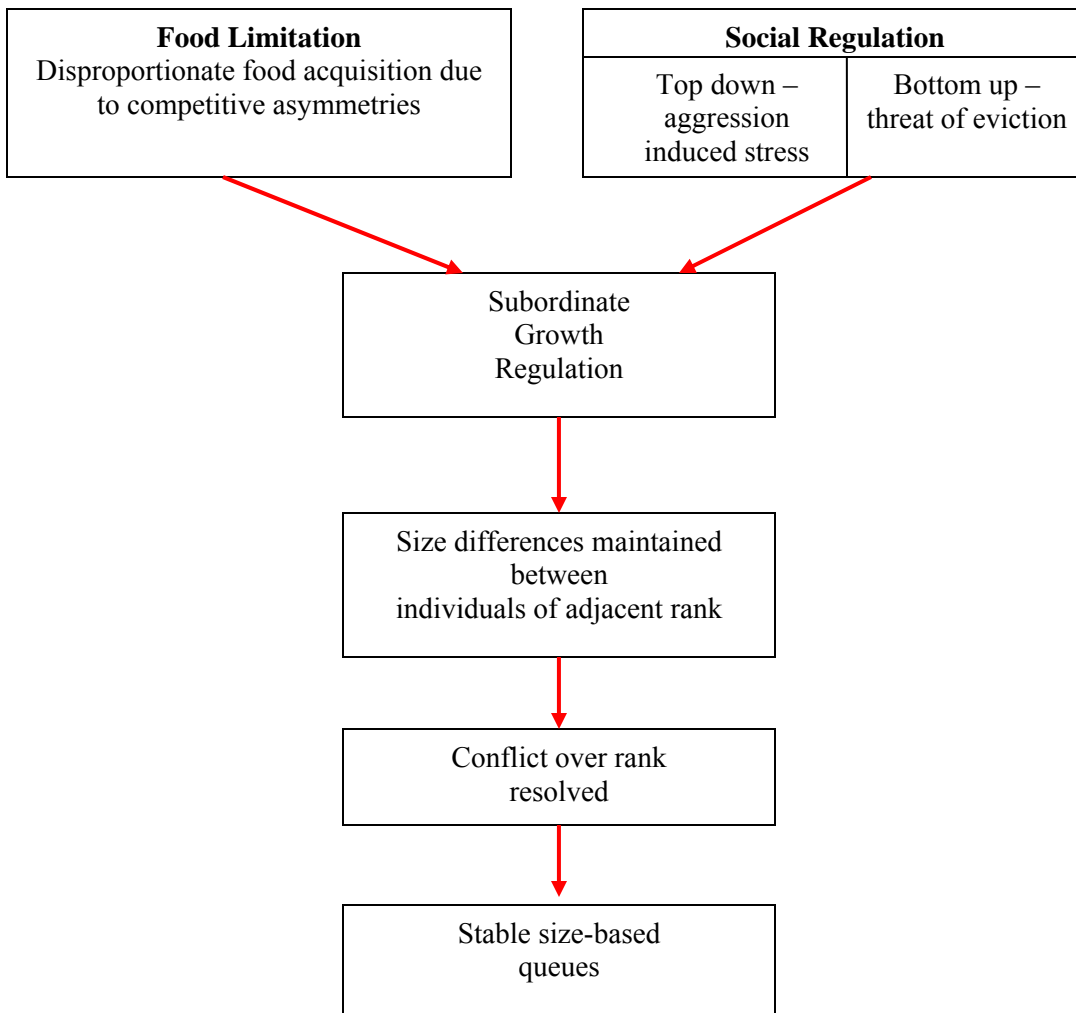 Food Limitation
Disproportionate food acquisition due
to competitive asymmetries
Social Regulation
Top down –
aggression
induced stress
Bottom up –
threat of eviction
Subordinate
Growth
Regulation
Size differences maintained
between
individuals of adjacent rank
Conflict over rank
resolved
Stable size-based
queues